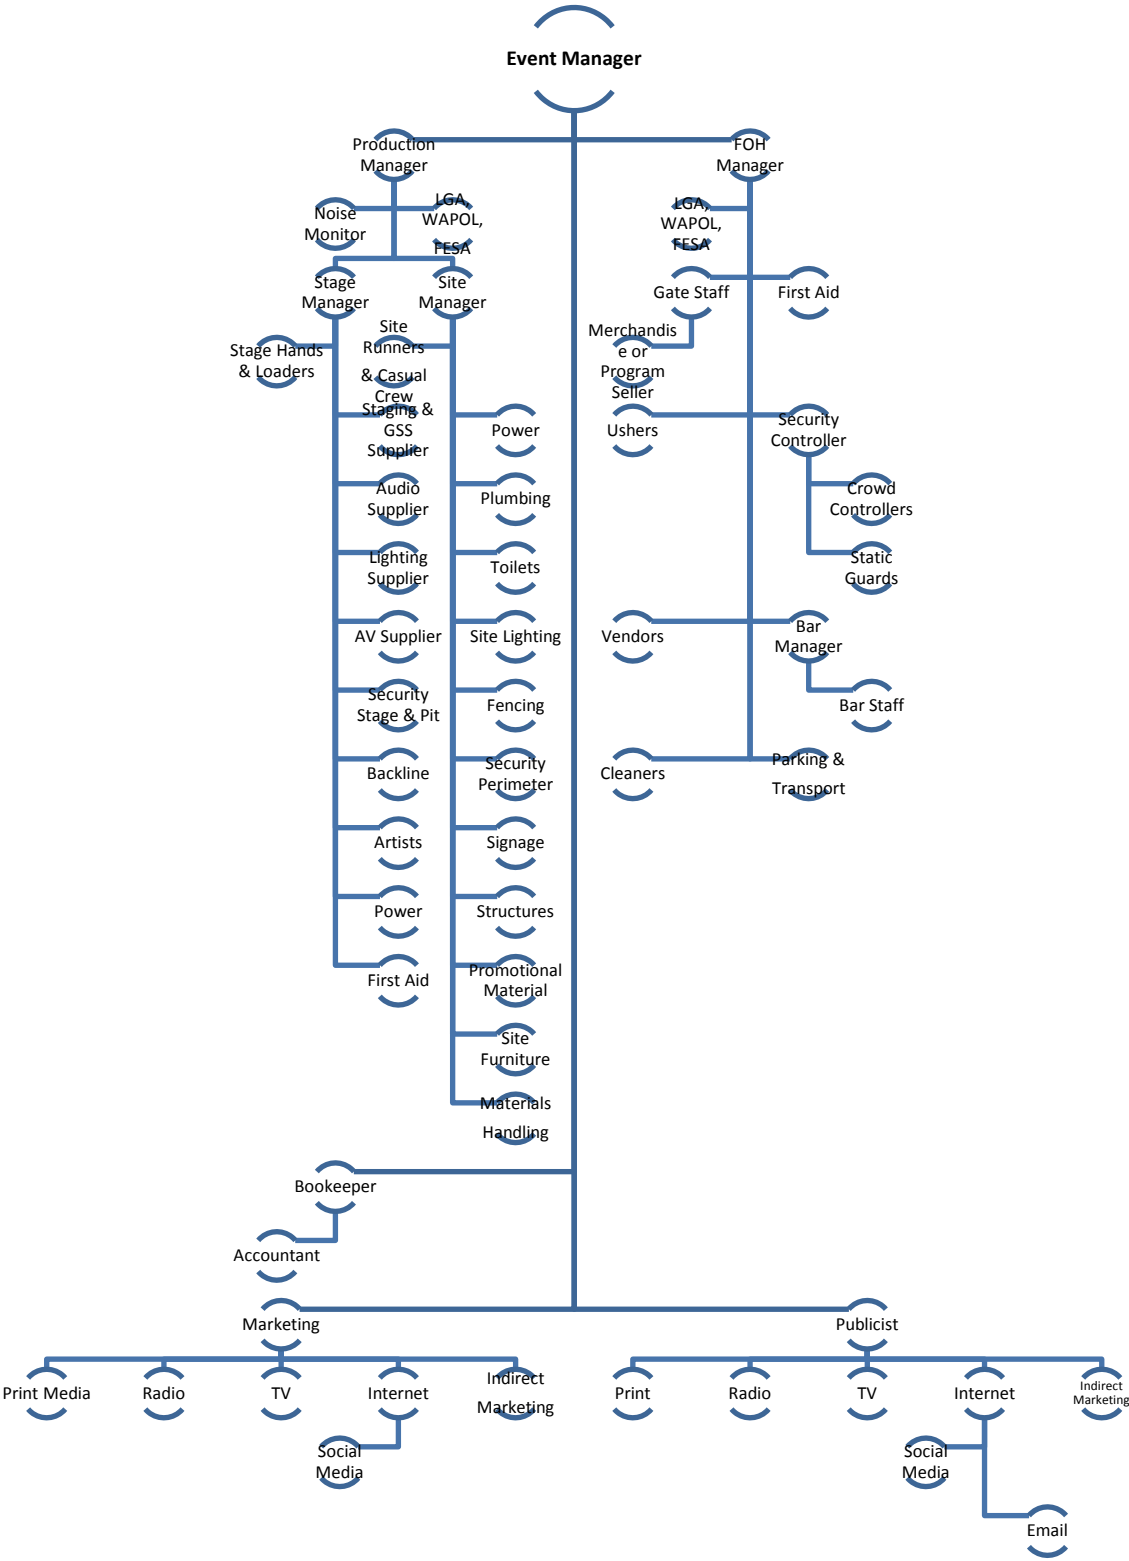 Event Manager
Production
Manager
FOH
Manager
Noise
Monitor
LGA,
WAPOL,
FESA
LGA,
WAPOL,
FESA
Stage
Manager
Site
Manager
Gate Staff
First Aid
Stage Hands
& Loaders
Site
Runners
& Casual
Crew
Merchandis
e or
Program
Seller
Staging &
GSS
Supplier
Power
Ushers
Security
Controller
Audio
Supplier
Plumbing
Crowd
Controllers
Lighting
Supplier
Toilets
Static
Guards
AV Supplier
Site Lighting
Vendors
Bar
Manager
Security
Stage & Pit
Fencing
Bar Staff
Backline
Security
Perimeter
Cleaners
Parking &
Transport
Artists
Signage
Power
Structures
First Aid
Promotional
Material
Site
Furniture
Materials
Handling
Bookeeper
Accountant
Marketing
Publicist
Print Media
Radio
TV
Internet
Indirect
Marketing
Print
Radio
TV
Internet
Indirect
Marketing
Social
Media
Social
Media
Email